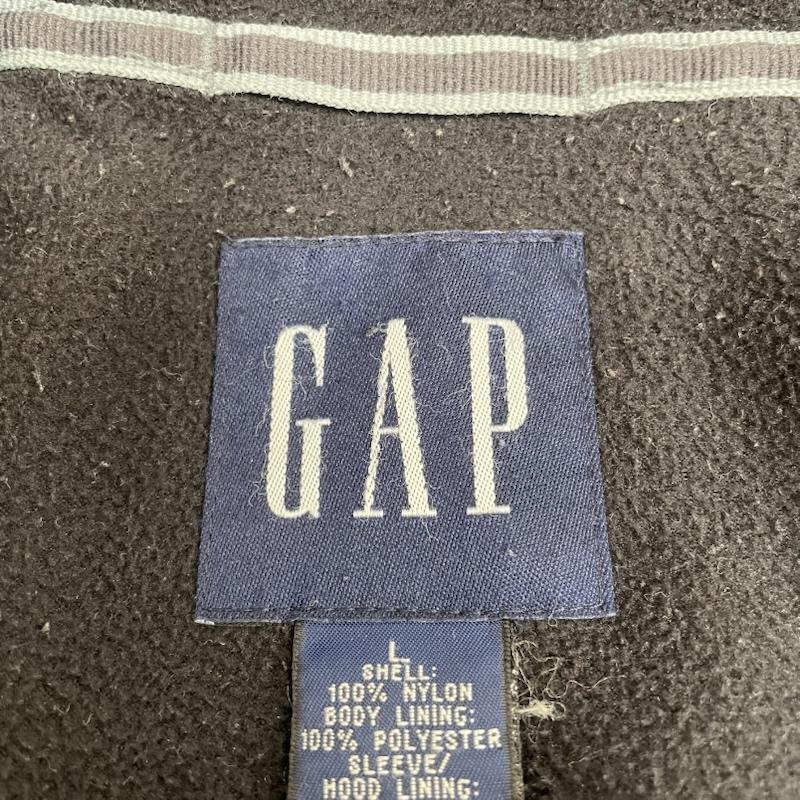 GAP
L
SHELL:
100% NYLON
BODY LINING:
100% POLYESTER
SLEEVE/
HOOD LINING: